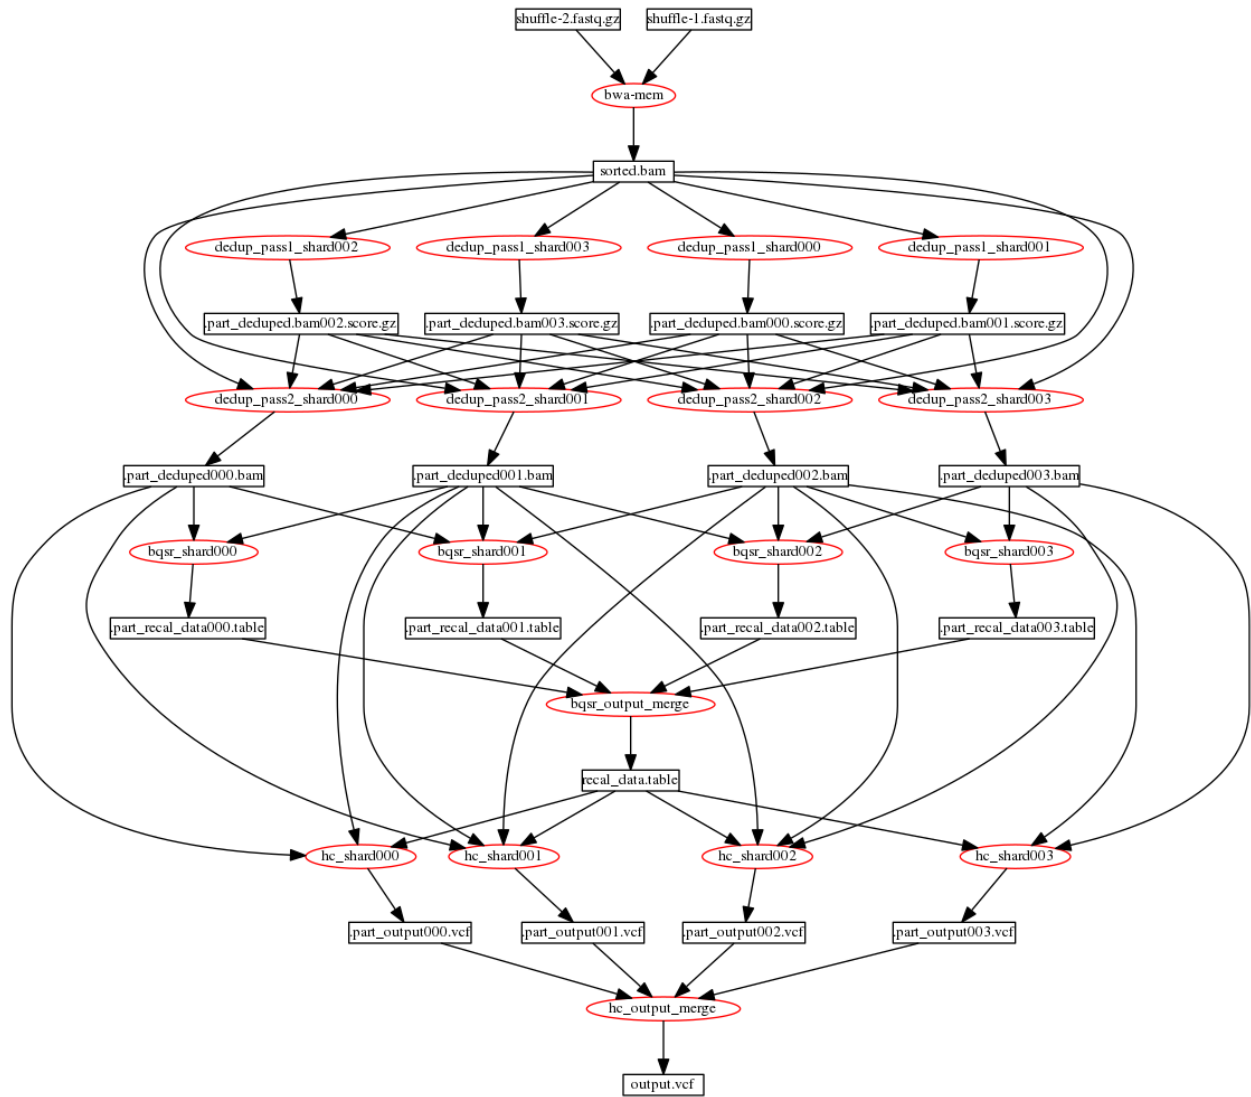 shuffle-2.fastq.gz
shuffle-1.fastq.gz
bwa-mem
sorted.bam
dedup_pass1_shard002
dedup_pass1_shard003
dedup_pass1_shard000
dedup_pass1_shard001
.part_deduped.bam002.score.gz
.part_deduped.bam003.score.gz
.part_deduped.bam000.score.gz
.part_deduped.bam001.score.gz
dedup_pass2_shard000
dedup_pass2_shard001
dedup_pass2_shard002
dedup_pass2_shard003
.part_deduped000.bam
.part_deduped001.bam
.part_deduped002.bam
.part_deduped003.bam
bqsr_shard000
bqsr_shard001
bqsr_shard002
bqsr_shard003
.part_recal_data000.table
.part_recal_data001.table
.part_recal_data002.table
.part_recal_data003.table
bqsr_output_merge
recal_data.table
hc_shard000
hc_shard001
hc_shard002
hc_shard003
.part_output000.vcf
.part_output001.vcf
.part_output002.vcf
.part_output003.vcf
hc_output_merge
output.vcf